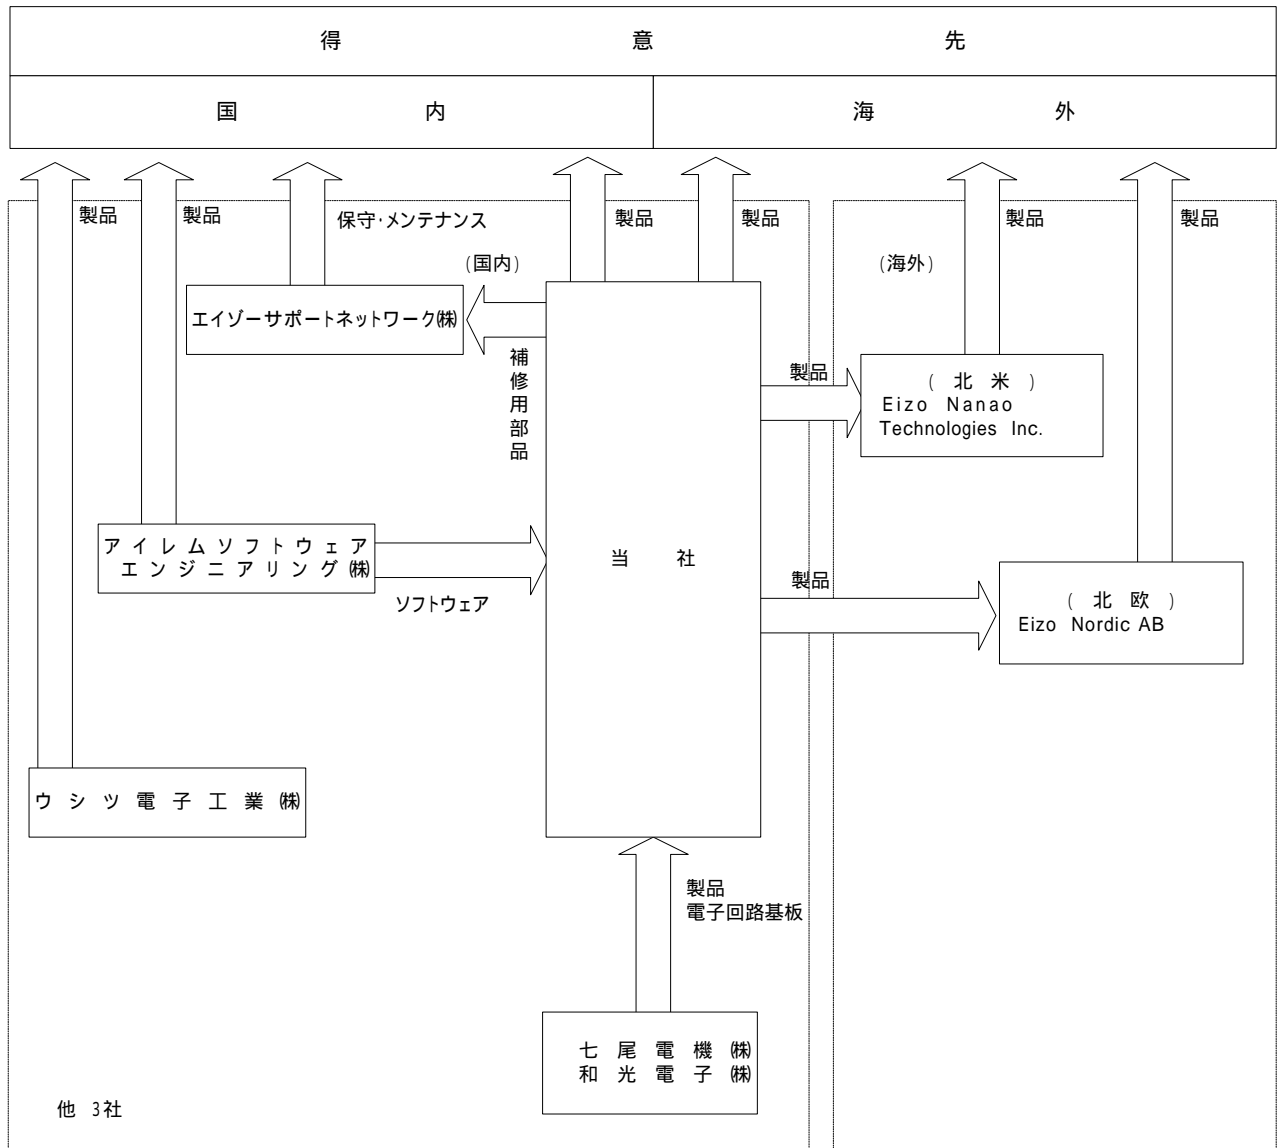 得意先
国内
海外
製品
製品
保守・メンテナンス
製品
製品
製品
製品
(国内)
(海外)
エイゾーサポートネットワーク㈱
補修用部品
製品
(北米)
Eizo Nanao
Technologies Inc.
アイレムソフトウェア
エンジニアリング㈱
ソフトウェア
当社
製品
(北欧)
Eizo Nordic AB
ウシツ電子工業㈱
製品
電子回路基板
七尾電機㈱
和光電子㈱
他 3社